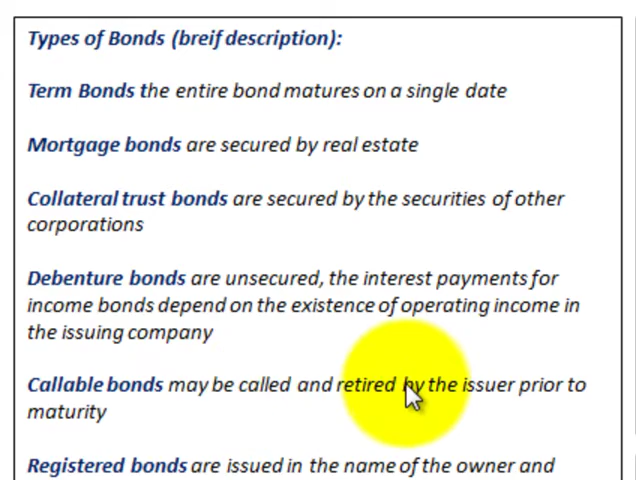 Types of Bonds (breif description):
Term Bonds the entire bond matures on a single date
Mortgage bonds are secured by real estate
Collateral trust bonds are secured by the securities of other
corporations
Debenture bonds are unsecured, the interest payments for
income bonds depend on the existence of operating income in
the issuing company
Callable bonds may be called and retired by the issuer prior to
maturity
Registered bonds are issued in the name of the owner and